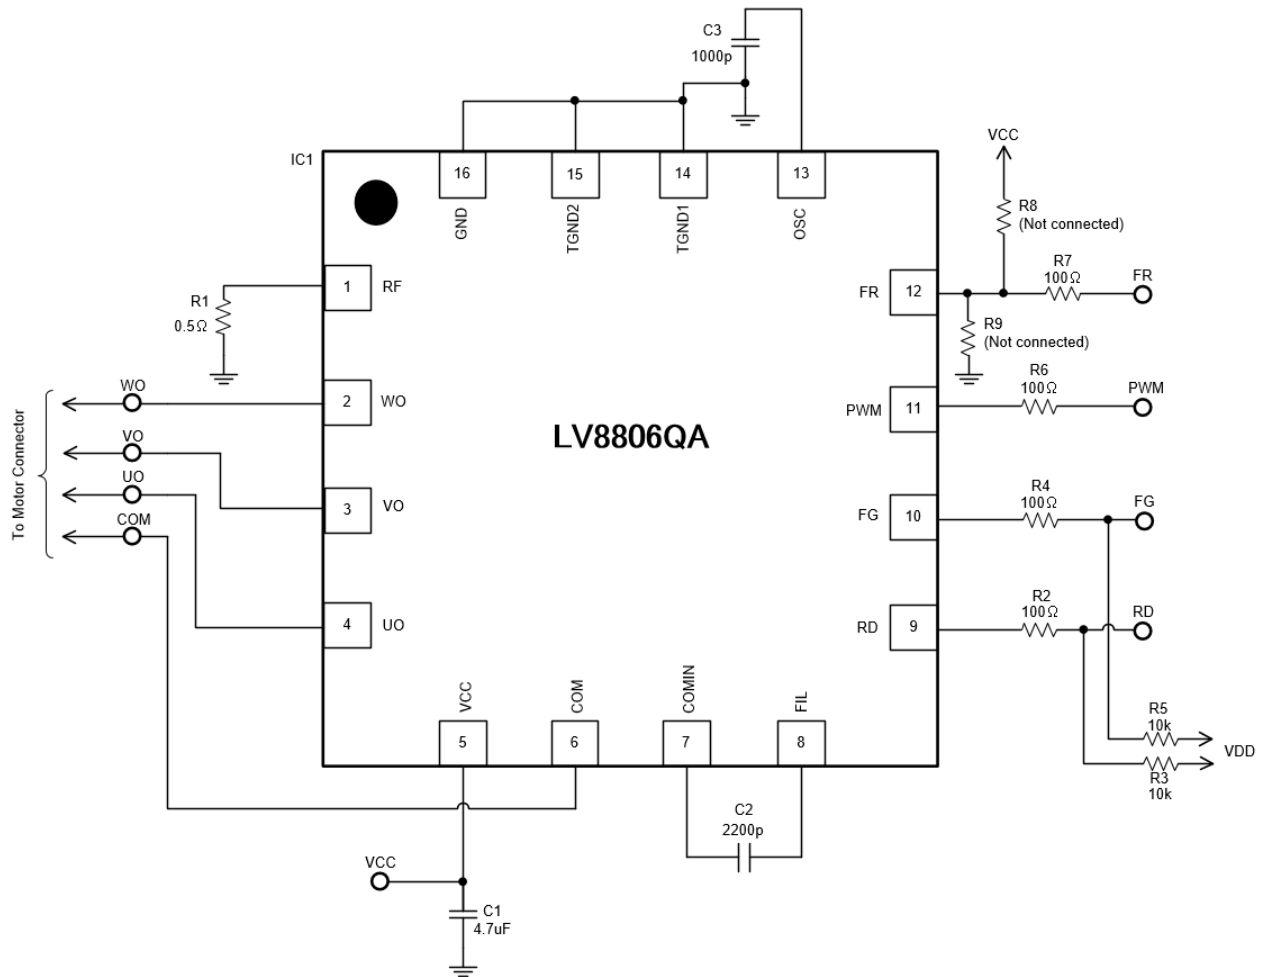 C3
1000p
IC1
16
15
14
13
GND
TGND2
TGND1
OSC
VCC
R8
(Not connected)
R7
100Ω
FR
1
RF
FR
12
R1
0.5Ω
R9
(Not connected)
To Motor Connector
WO
2
WO
R6
100Ω
PWM
PWM
11
LV8806QA
VO
UO
COM
3
VO
R4
100Ω
FG
FG
10
4
UO
R2
100Ω
RD
RD
9
VCC
COM
COMIN
FIL
5
6
7
8
R5
10k
VDD
R3
10k
C2
2200p
VCC
C1
4.7uF